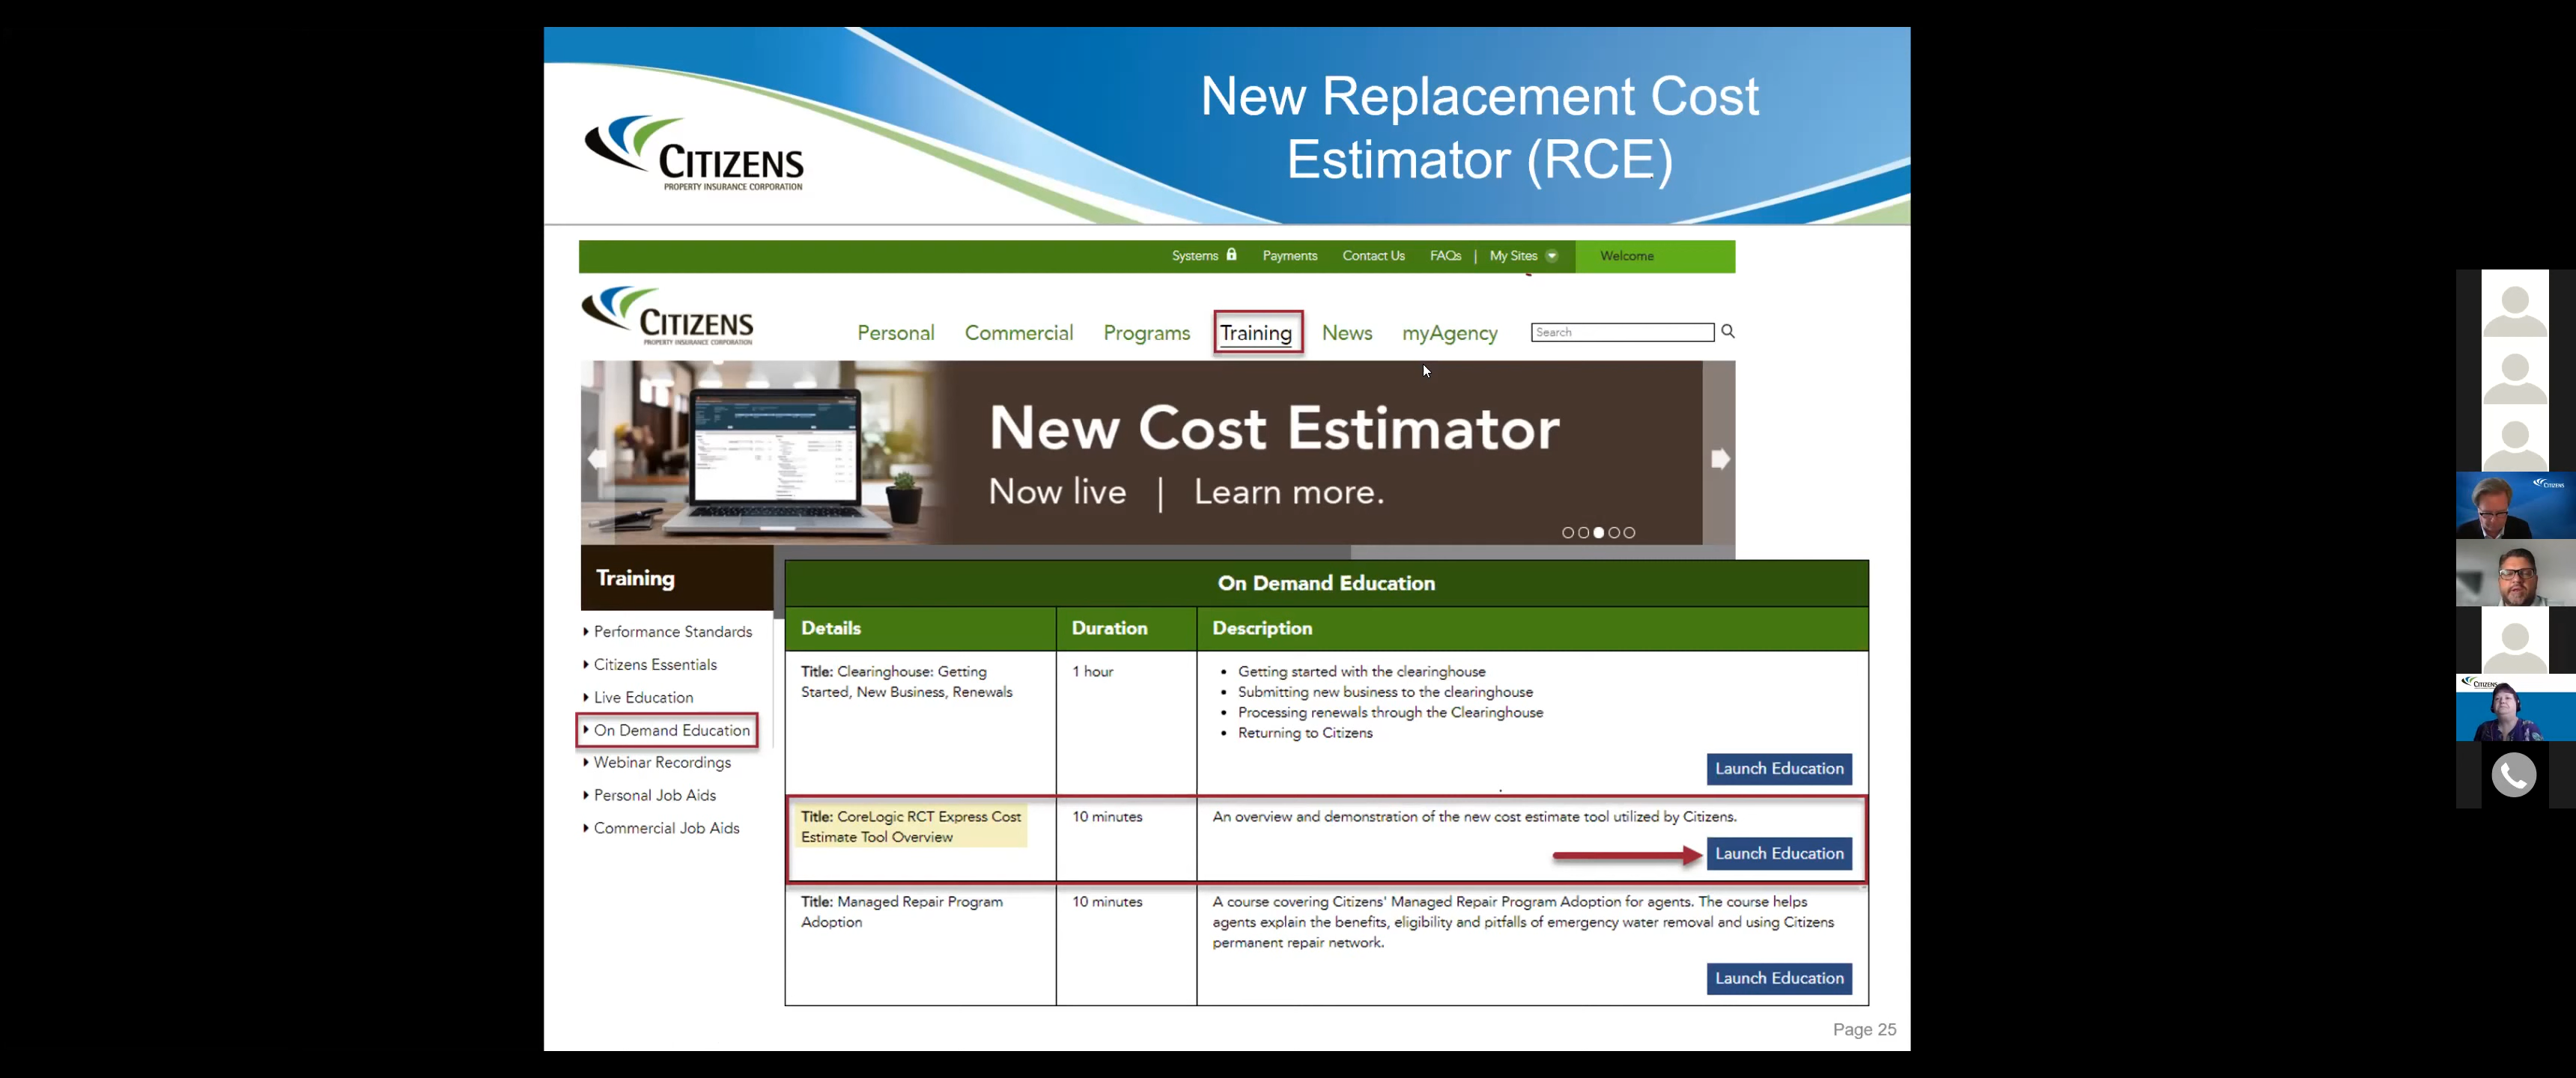 New Replacement Cost
Estimator (RCE)
CITIZENS
PROPERTY INSURANCE CORPORATION
Systems Payments Contact Us FAQs | My Sites Welcome
CITIZENS
PROPERTY INSURANCE CORPORATION
Personal Commercial Programs Training News myAgency Search
New Cost Estimator
Now live | Learn more.
Training
Performance Standards
Citizens Essentials
Live Education
On Demand Education
Webinar Recordings
Personal Job Aids
Commercial Job Aids
On Demand Education
Details Duration Description
Title: Clearinghouse: Getting
Started, New Business, Renewals
1 hour
• Getting started with the clearinghouse
• Submitting new business to the clearinghouse
• Processing renewals through the Clearinghouse
• Returning to Citizens
Launch Education
Title: CoreLogic RCT Express Cost
Estimate Tool Overview
10 minutes
An overview and demonstration of the new cost estimate tool utilized by Citizens.
Launch Education
Title: Managed Repair Program
Adoption
10 minutes
A course covering Citizens' Managed Repair Program Adoption for agents. The course helps
agents explain the benefits, eligibility and pitfalls of emergency water removal and using Citizens
permanent repair network.
Launch Education
Page 25
CITIZENS
CITIZENS